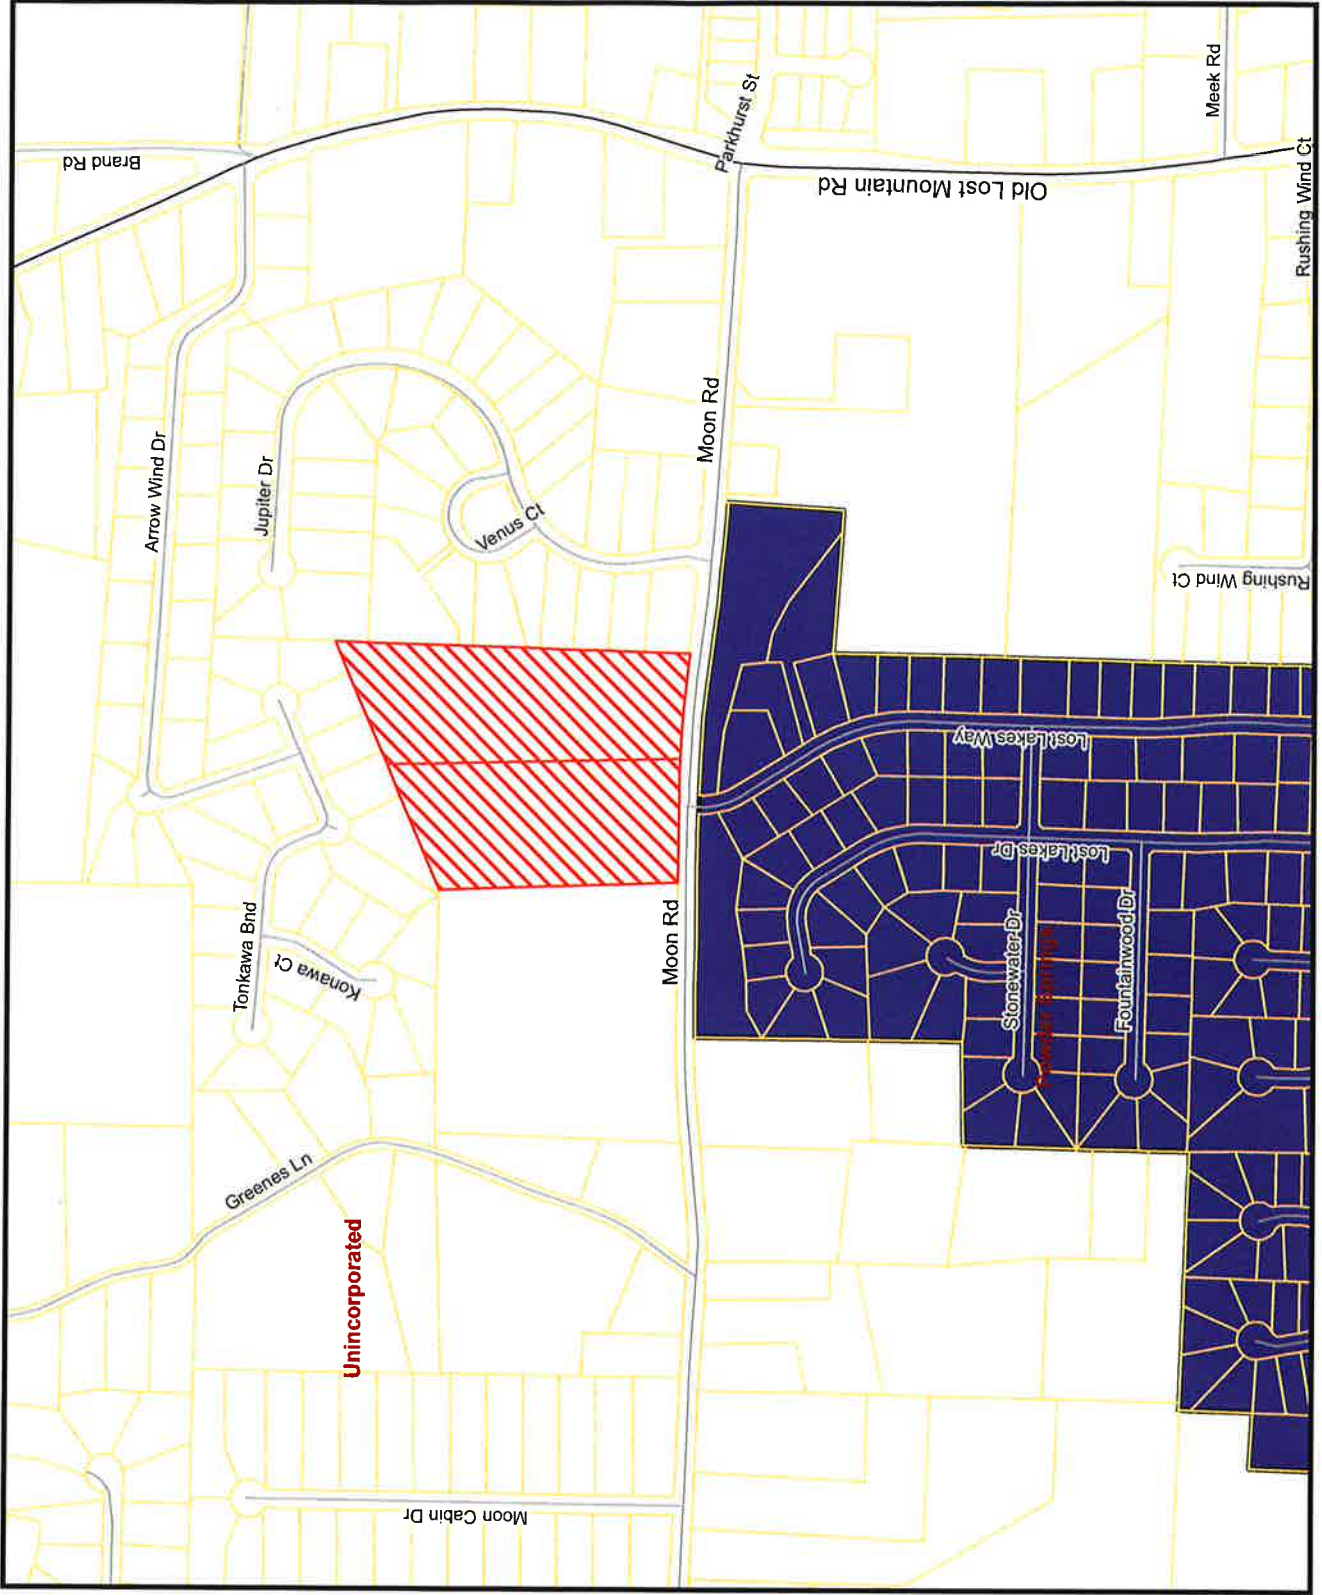 Meek Rd
Parkhurst St
Brand Rd
Old Lost Mountain Rd
Rushing Wind Ct
Moon Rd
Arrow Wind Dr
Jupiter Dr
Venus Ct
Rushing Wind Ct
Lost Lakes Way
Lost Lakes Dr
Stonewater Dr
Fountainwood Dr
Powder Springs
Moon Rd
Tonkawa Bnd
Konawa Ct
Greenes Ln
Unincorporated
Moon Cabin Dr